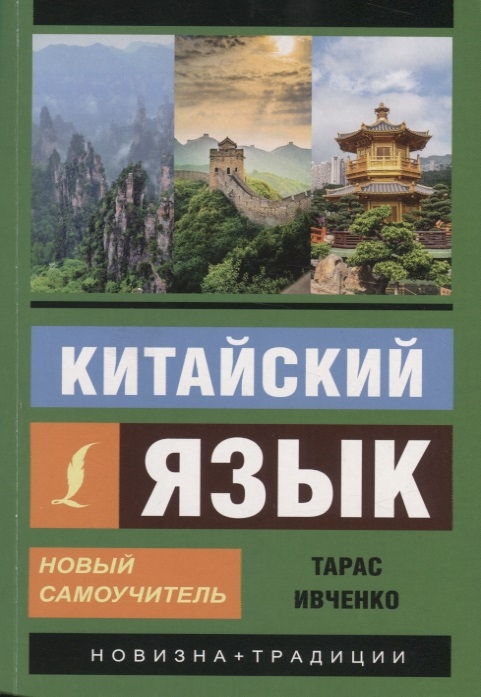 КИТАЙСКИЙ
ЯЗЫК
НОВЫЙ
САМОУЧИТЕЛЬ
ТАРАС
ИВЧЕНКО
НОВИЗНА+ТРАДИЦИИ